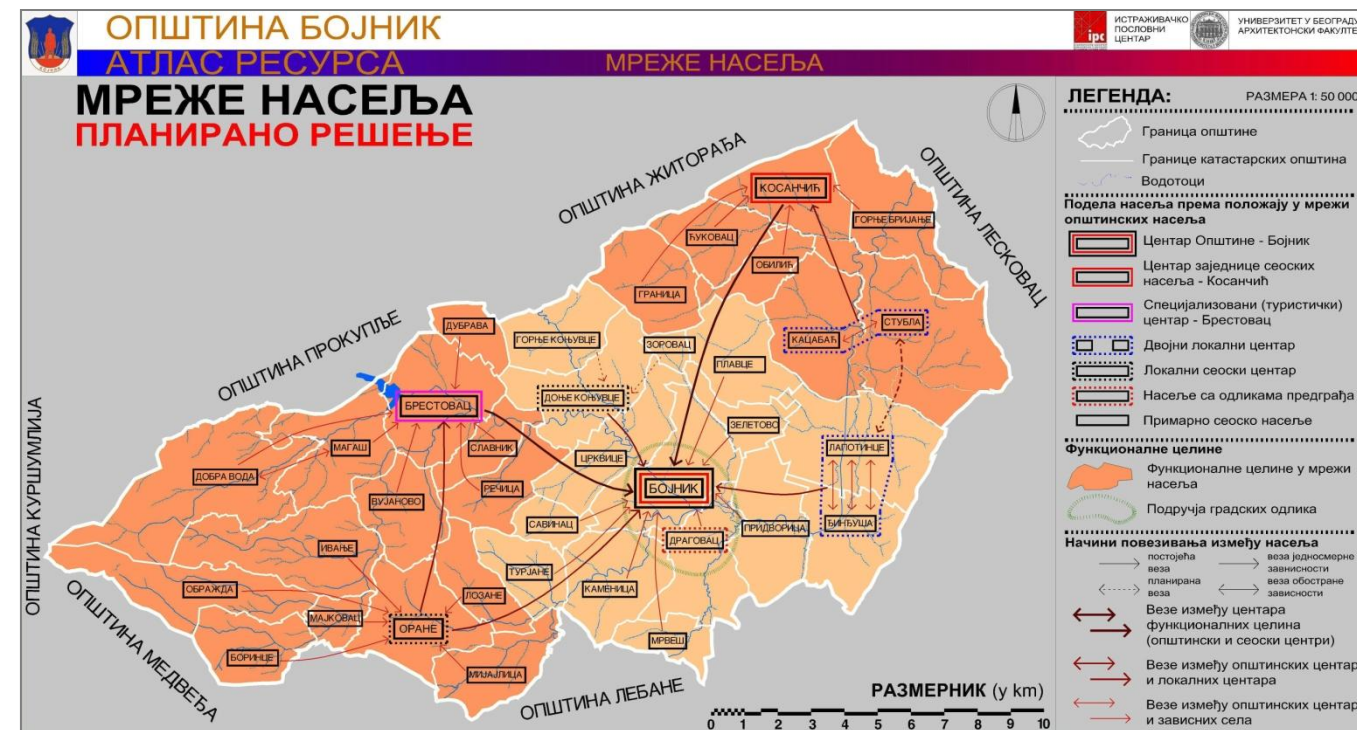 ОПШТИНА БОЈНИК
АТЛАС РЕСУРСА
МРЕЖЕ НАСЕЉА
ИСТРАЖИВАЧКО
ПОСЛОВНИ
ЦЕНТАР
ipc
УНИВЕРЗИТЕТ У БЕОГРАДУ
АРХИТЕКТОНСКИ ФАКУЛТЕ
МРЕЖЕ НАСЕЉА
ПЛАНИРАНО РЕШЕЊЕ
ОПШТИНА ЖИТОРАЂА
ОПШТИНА ЛЕСКОВАЦ
ОПШТИНА ПРОКУПЉЕ
ОПШТИНА КУРШУМЛИЈА
ОПШТИНА МЕДВЕЂА
ОПШТИНА ЛЕБАНЕ
КОСАНЧИЋ
ГОРЊЕ БРИЈАЊЕ
ЋУКОВАЦ
ОБИЛИЋ
ГРАНИЦА
ДУБРАВА
СТУБЛА
ГОРЊЕ КОЊУВЦЕ
ЗОРОВАЦ
КАЦАБАЋ
ПЛАВЦЕ
ДОЊЕ КОЊУВЦЕ
БРЕСТОВАЦ
ЗЕЛЕТОВО
МАГАШ
СЛАВНИК
ЛАПОТИНЦЕ
ЦРКВИЦЕ
ДОБРА ВОДА
РЕЧИЦА
БОЈНИК
ВУЈАНОВО
САВИНАЦ
ПРИДВОРИЦА
ЂИНЂУША
ДРАГОВАЦ
ИВАЊЕ
ТУРЈАНЕ
ОБРАЖДА
КАМЕНИЦА
ЛОЗАНЕ
МАЈКОВАЦ
ОРАНЕ
МРВЕШ
БОРИНЦЕ
МИЈАЈЛИЦА
РАЗМЕРНИК (у km)
0 1 2 3 4 5 6 7 8 9 10
ЛЕГЕНДА: РАЗМЕРА 1: 50 000
Граница општине
Границе катастарских општина
Водотоци
Подела насеља према положају у мрежи
општинских насеља
Центар Општине - Бојник
Центар заједнице сеоских
насеља - Косанчић
Специјализовани (туристички)
центар - Брестовац
Двојни локални центар
Локални сеоски центар
Насеље са одликама предграђа
Примарно сеоско насеље
Функционалне целине
Функционалне целине у мрежи
насеља
Подручја градских одлика
Начини повезивања између насеља
постојећа
веза
веза једносмерне
зависности
планирана
веза
веза обостране
зависности
Везе између центара
функционалних целина
(општински и сеоски центри)
Везе између општинских центар
и локалних центара
Везе између општинских центар
и зависних села